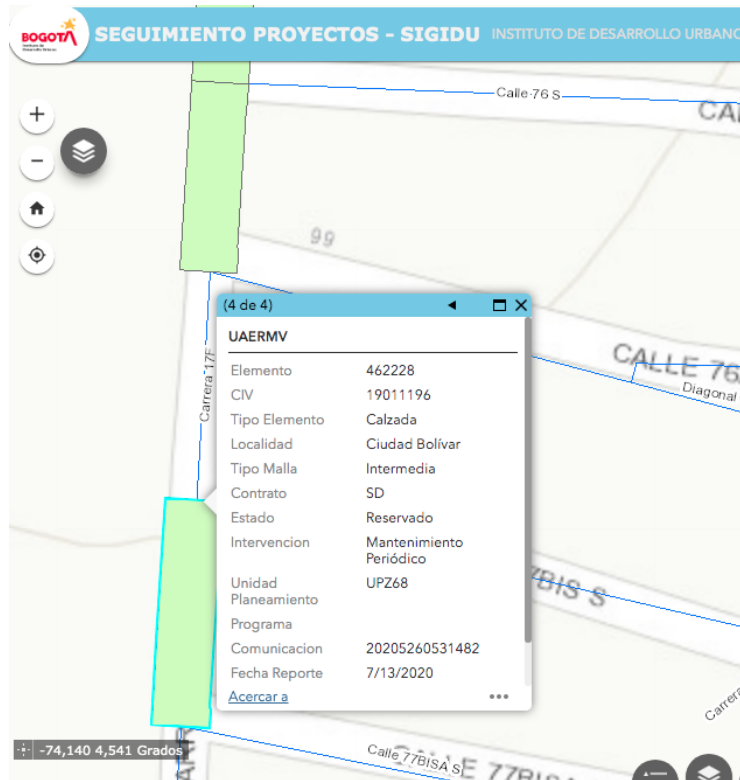 BOGOTÁ
SEGUIMIENTO PROYECTOS - SIGIDU INSTITUTO DE DESARROLLO URBANO
Calle 76 S
99
(4 de 4)
UAERMV
Elemento 462228
CIV 19011196
Tipo Elemento Calzada
Localidad Ciudad Bolívar
Tipo Malla Intermedia
Contrato SD
Estado Reservado
Intervencion Mantenimiento
Periódico
Unidad UPZ68
Planeamiento
Programa
Comunicacion 20205260531482
Fecha Reporte 7/13/2020
Acercar a
Carrera 17F
CALLE 76
Diagonal
77BIS S
Carrera
-74,140 4,541 Grados
Calle 77BISA S